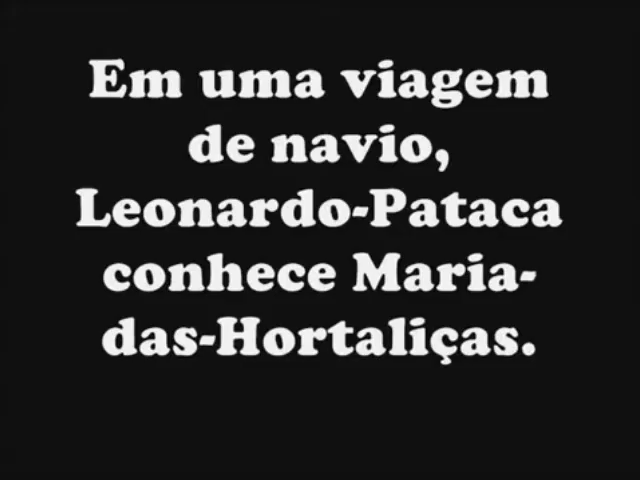 Em uma viagem
de navio,
Leonardo-Pataca
conhece Maria-
das-Hortaliças.